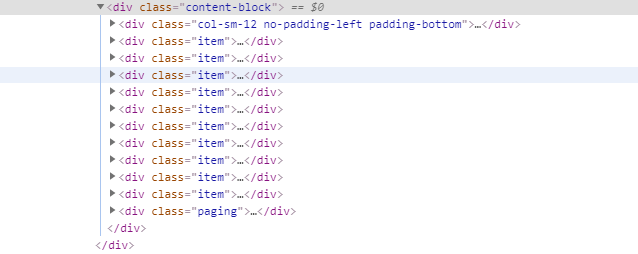 ▼<div class="content-block"> == $0
▶<div class="col-sm-12 no-padding-left padding-bottom">…</div>
▶<div class="item">…</div>
▶<div class="item">…</div>
▶<div class="item">…</div>
▶<div class="item">…</div>
▶<div class="item">…</div>
▶<div class="item">…</div>
▶<div class="item">…</div>
▶<div class="item">…</div>
▶<div class="item">…</div>
▶<div class="item">…</div>
▶<div class="paging">…</div>
</div>
</div>